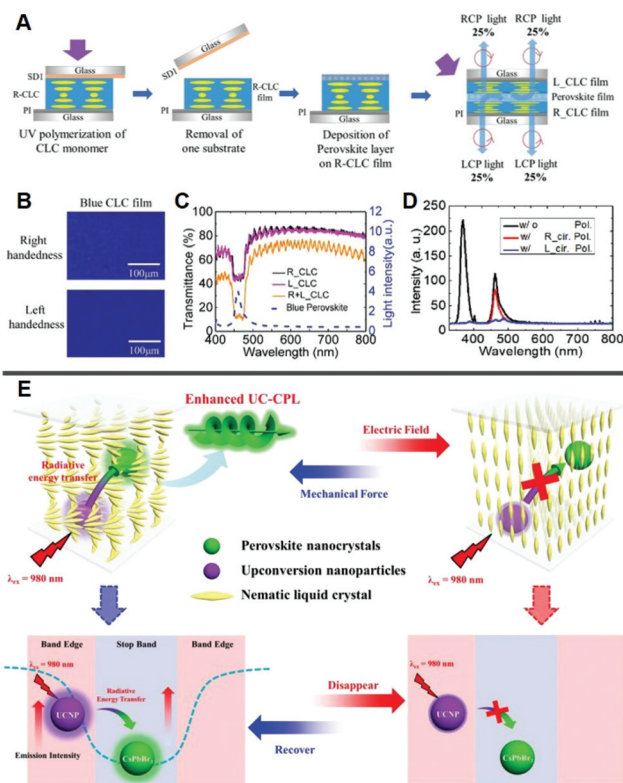 A
Glass
SD1
R-CLC
PI
Glass
UV polymerization of
CLC monomer
Glass
SD1
R-CLC
film
PI
Glass
Removal of
one substrate
Glass
Deposition of
Perovskite layer
on R-CLC film
RCP light
25%
RCP light
25%
Glass
L_CLC film
Perovskite film
R_CLC film
PI
Glass
LCP light
25%
LCP light
25%
B
Blue CLC film
Right
handedness
100μm
Left
handedness
100μm
C
Transmittance (%)
100
80
60
40
20
0
R_CLC
L_CLC
R+L_CLC
Blue Perovskite
12
10
8
6
4
2
0
Light intensity(a.u.)
400 500 600 700 800
Wavelength (nm)
D
Intensity (a. u.)
250
200
150
100
50
0
w/ o Pol.
w/ R_cir. Pol.
w/ L_cir. Pol.
400 500 600 700 800
Wavelength (nm)
E
Enhanced UC-CPL
Radiative
energy transfer
λex = 980 nm
Electric Field
Mechanical Force
Perovskite nanocrystals
Upconversion nanoparticles
Nematic liquid crystal
λex = 980 nm
Band Edge Stop Band Band Edge
λex = 980 nm
UCNP
Radiative
Energy Transfer
CsPbBr3
Emission Intensity
Disappear
Recover
λex = 980 nm
UCNP
CsPbBr3